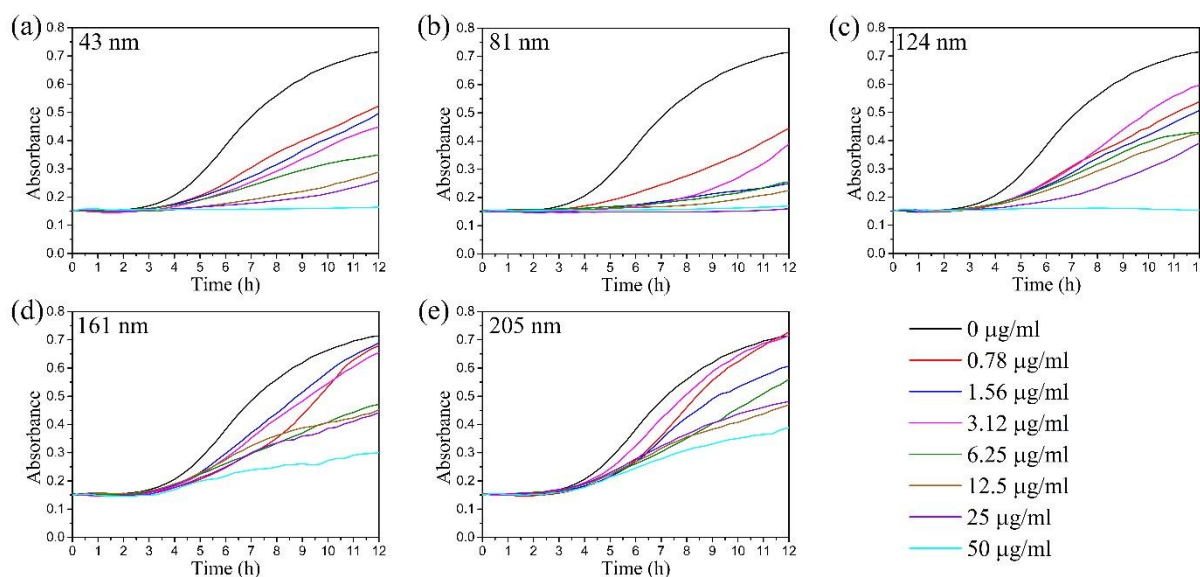 (a)
43 nm
0.8
0.7
0.6
0.5
0.4
0.3
0.2
0.1
0.0
Absorbance
0 1 2 3 4 5 6 7 8 9 10 11 12
Time (h)
(b)
81 nm
0.8
0.7
0.6
0.5
0.4
0.3
0.2
0.1
0.0
Absorbance
0 1 2 3 4 5 6 7 8 9 10 11 12
Time (h)
(c)
124 nm
0.8
0.7
0.6
0.5
0.4
0.3
0.2
0.1
0.0
Absorbance
0 1 2 3 4 5 6 7 8 9 10 11 1
Time (h)
(d)
161 nm
0.8
0.7
0.6
0.5
0.4
0.3
0.2
0.1
0.0
Absorbance
0 1 2 3 4 5 6 7 8 9 10 11 12
Time (h)
(e)
205 nm
0.8
0.7
0.6
0.5
0.4
0.3
0.2
0.1
0.0
Absorbance
0 1 2 3 4 5 6 7 8 9 10 11 12
Time (h)
0 µg/ml
0.78 µg/ml
1.56 µg/ml
3.12 µg/ml
6.25 µg/ml
12.5 µg/ml
25 µg/ml
50 µg/ml